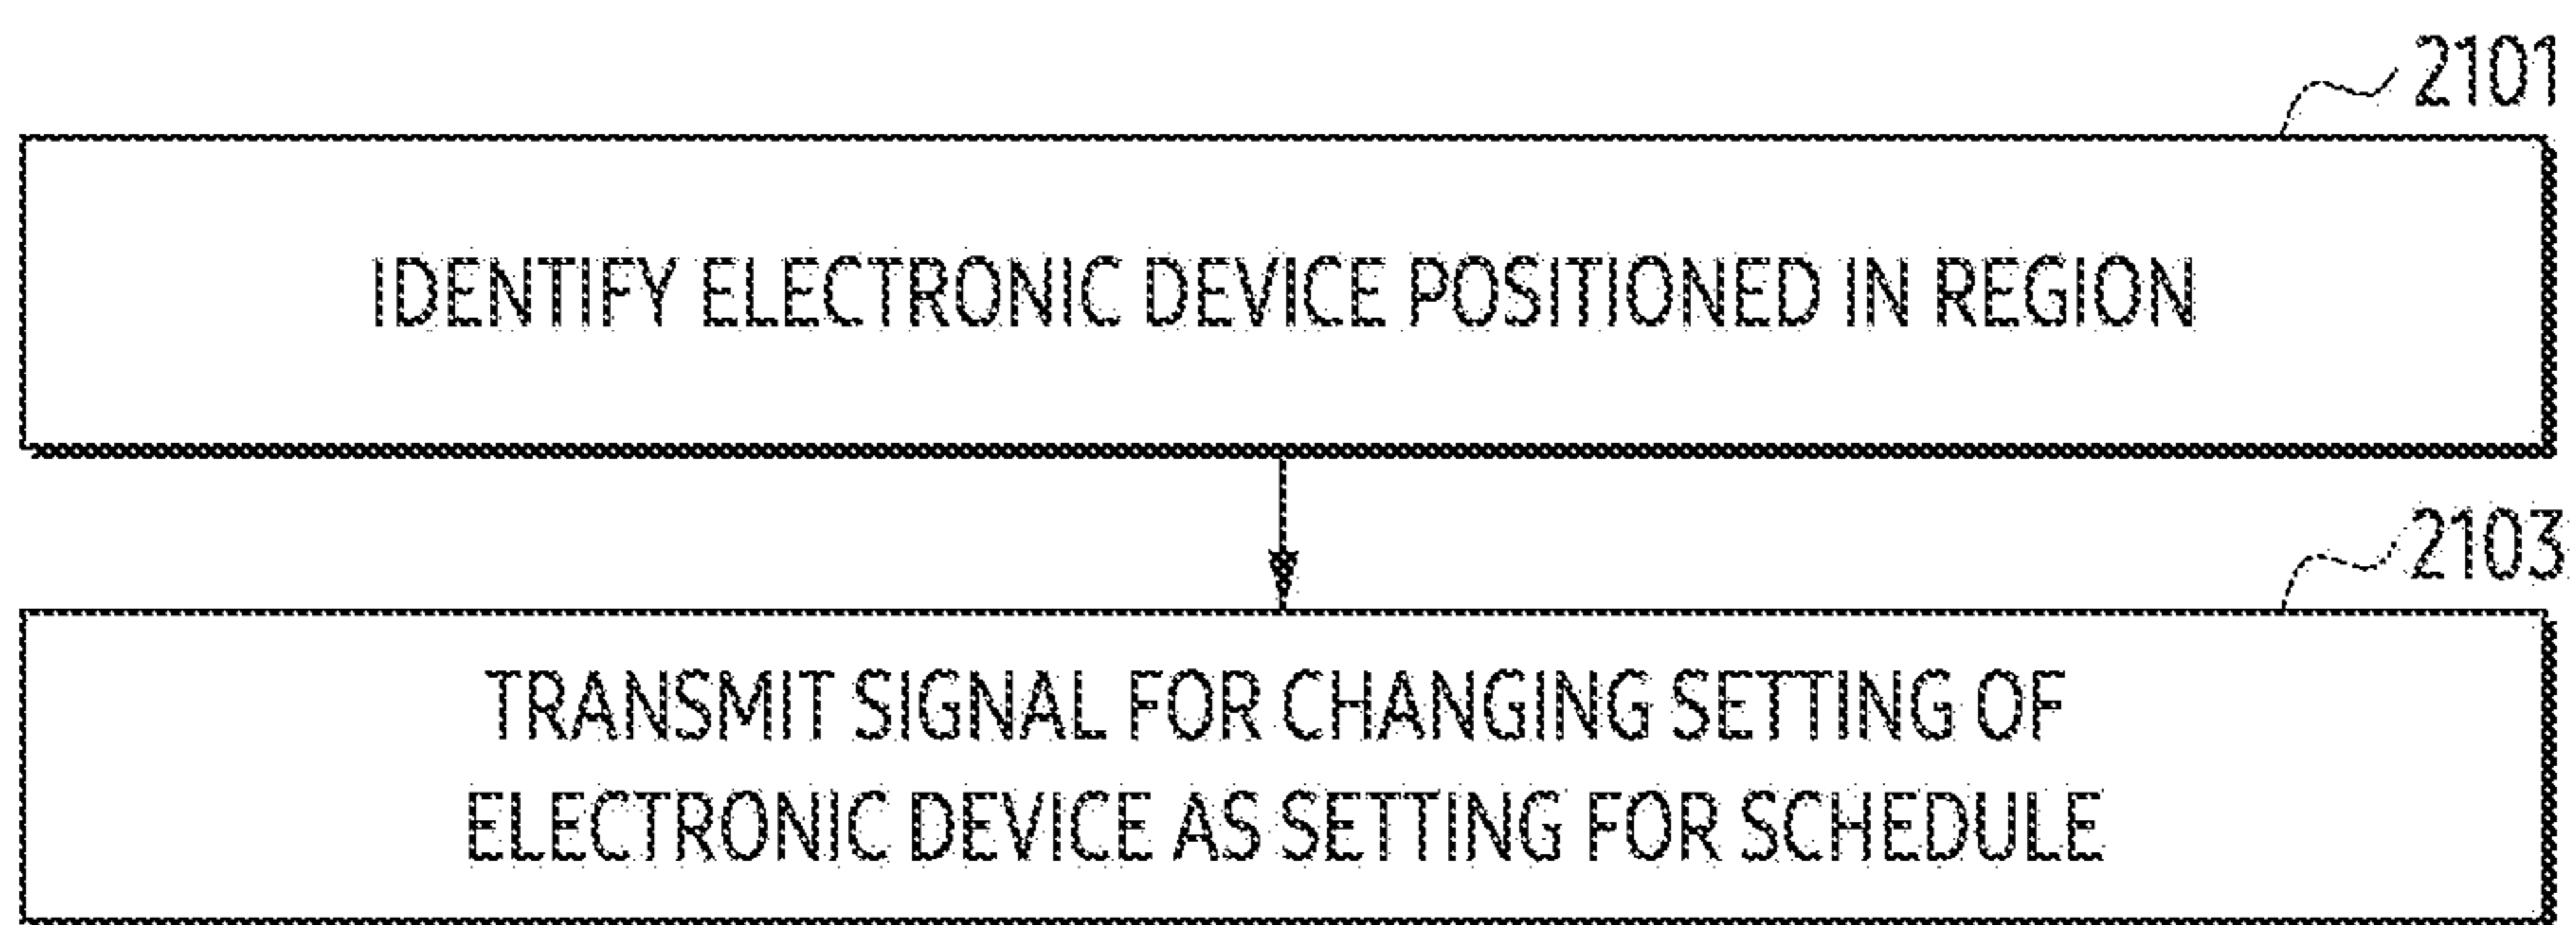 2101
IDENTIFY ELECTRONIC DEVICE POSITIONED IN REGION
2103
TRANSMIT SIGNAL FOR CHANGING SETTING OF
ELECTRONIC DEVICE AS SETTING FOR SCHEDULE